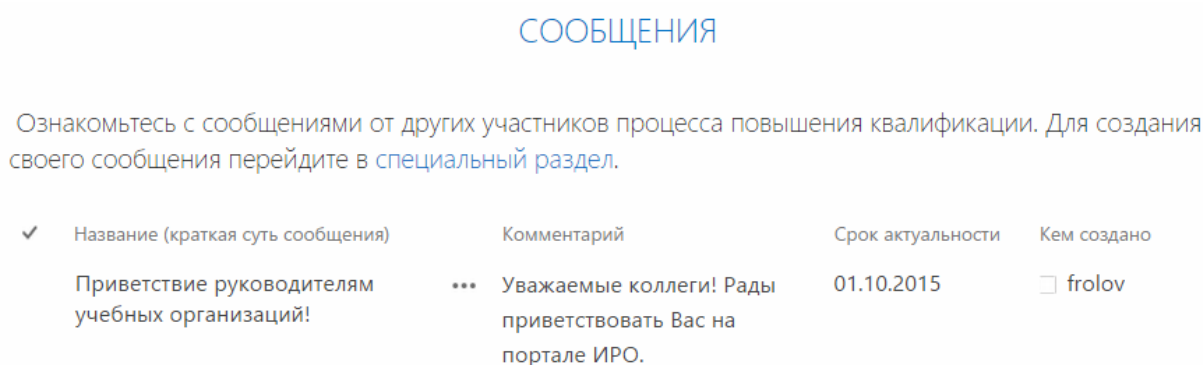 СООБЩЕНИЯ
Ознакомьтесь с сообщениями от других участников процесса повышения квалификации. Для создания
своего сообщения перейдите в специальный раздел.
Название (краткая суть сообщения) Комментарий Срок актуальности Кем создано
Приветствие руководителям ... Уважаемые коллеги! Рады 01.10.2015 frolov
учебных организаций! приветствовать Вас на
портале ИРО.